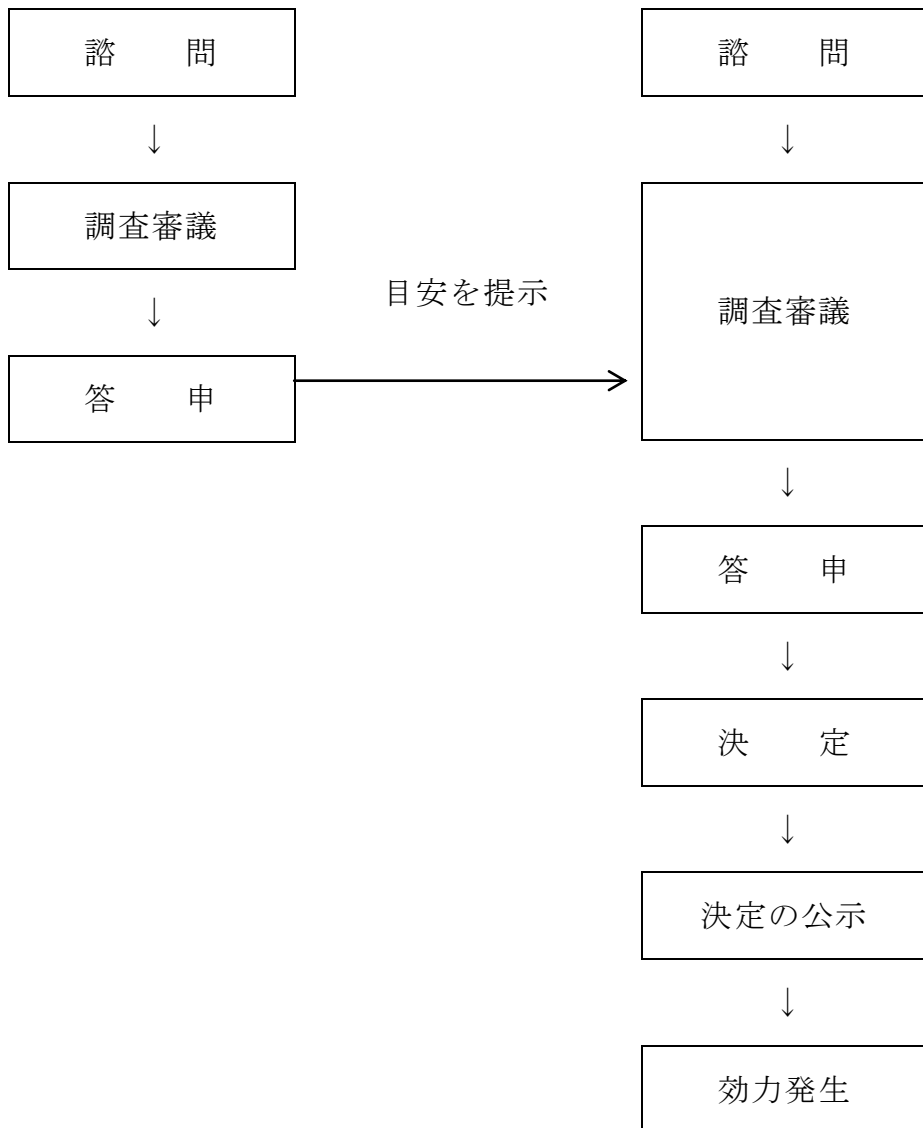 諮　　問
↓
調査審議
↓
答　　申
目安を提示
諮　　問
↓
調査審議
↓
答　　申
↓
決　　定
↓
決定の公示
↓
効力発生